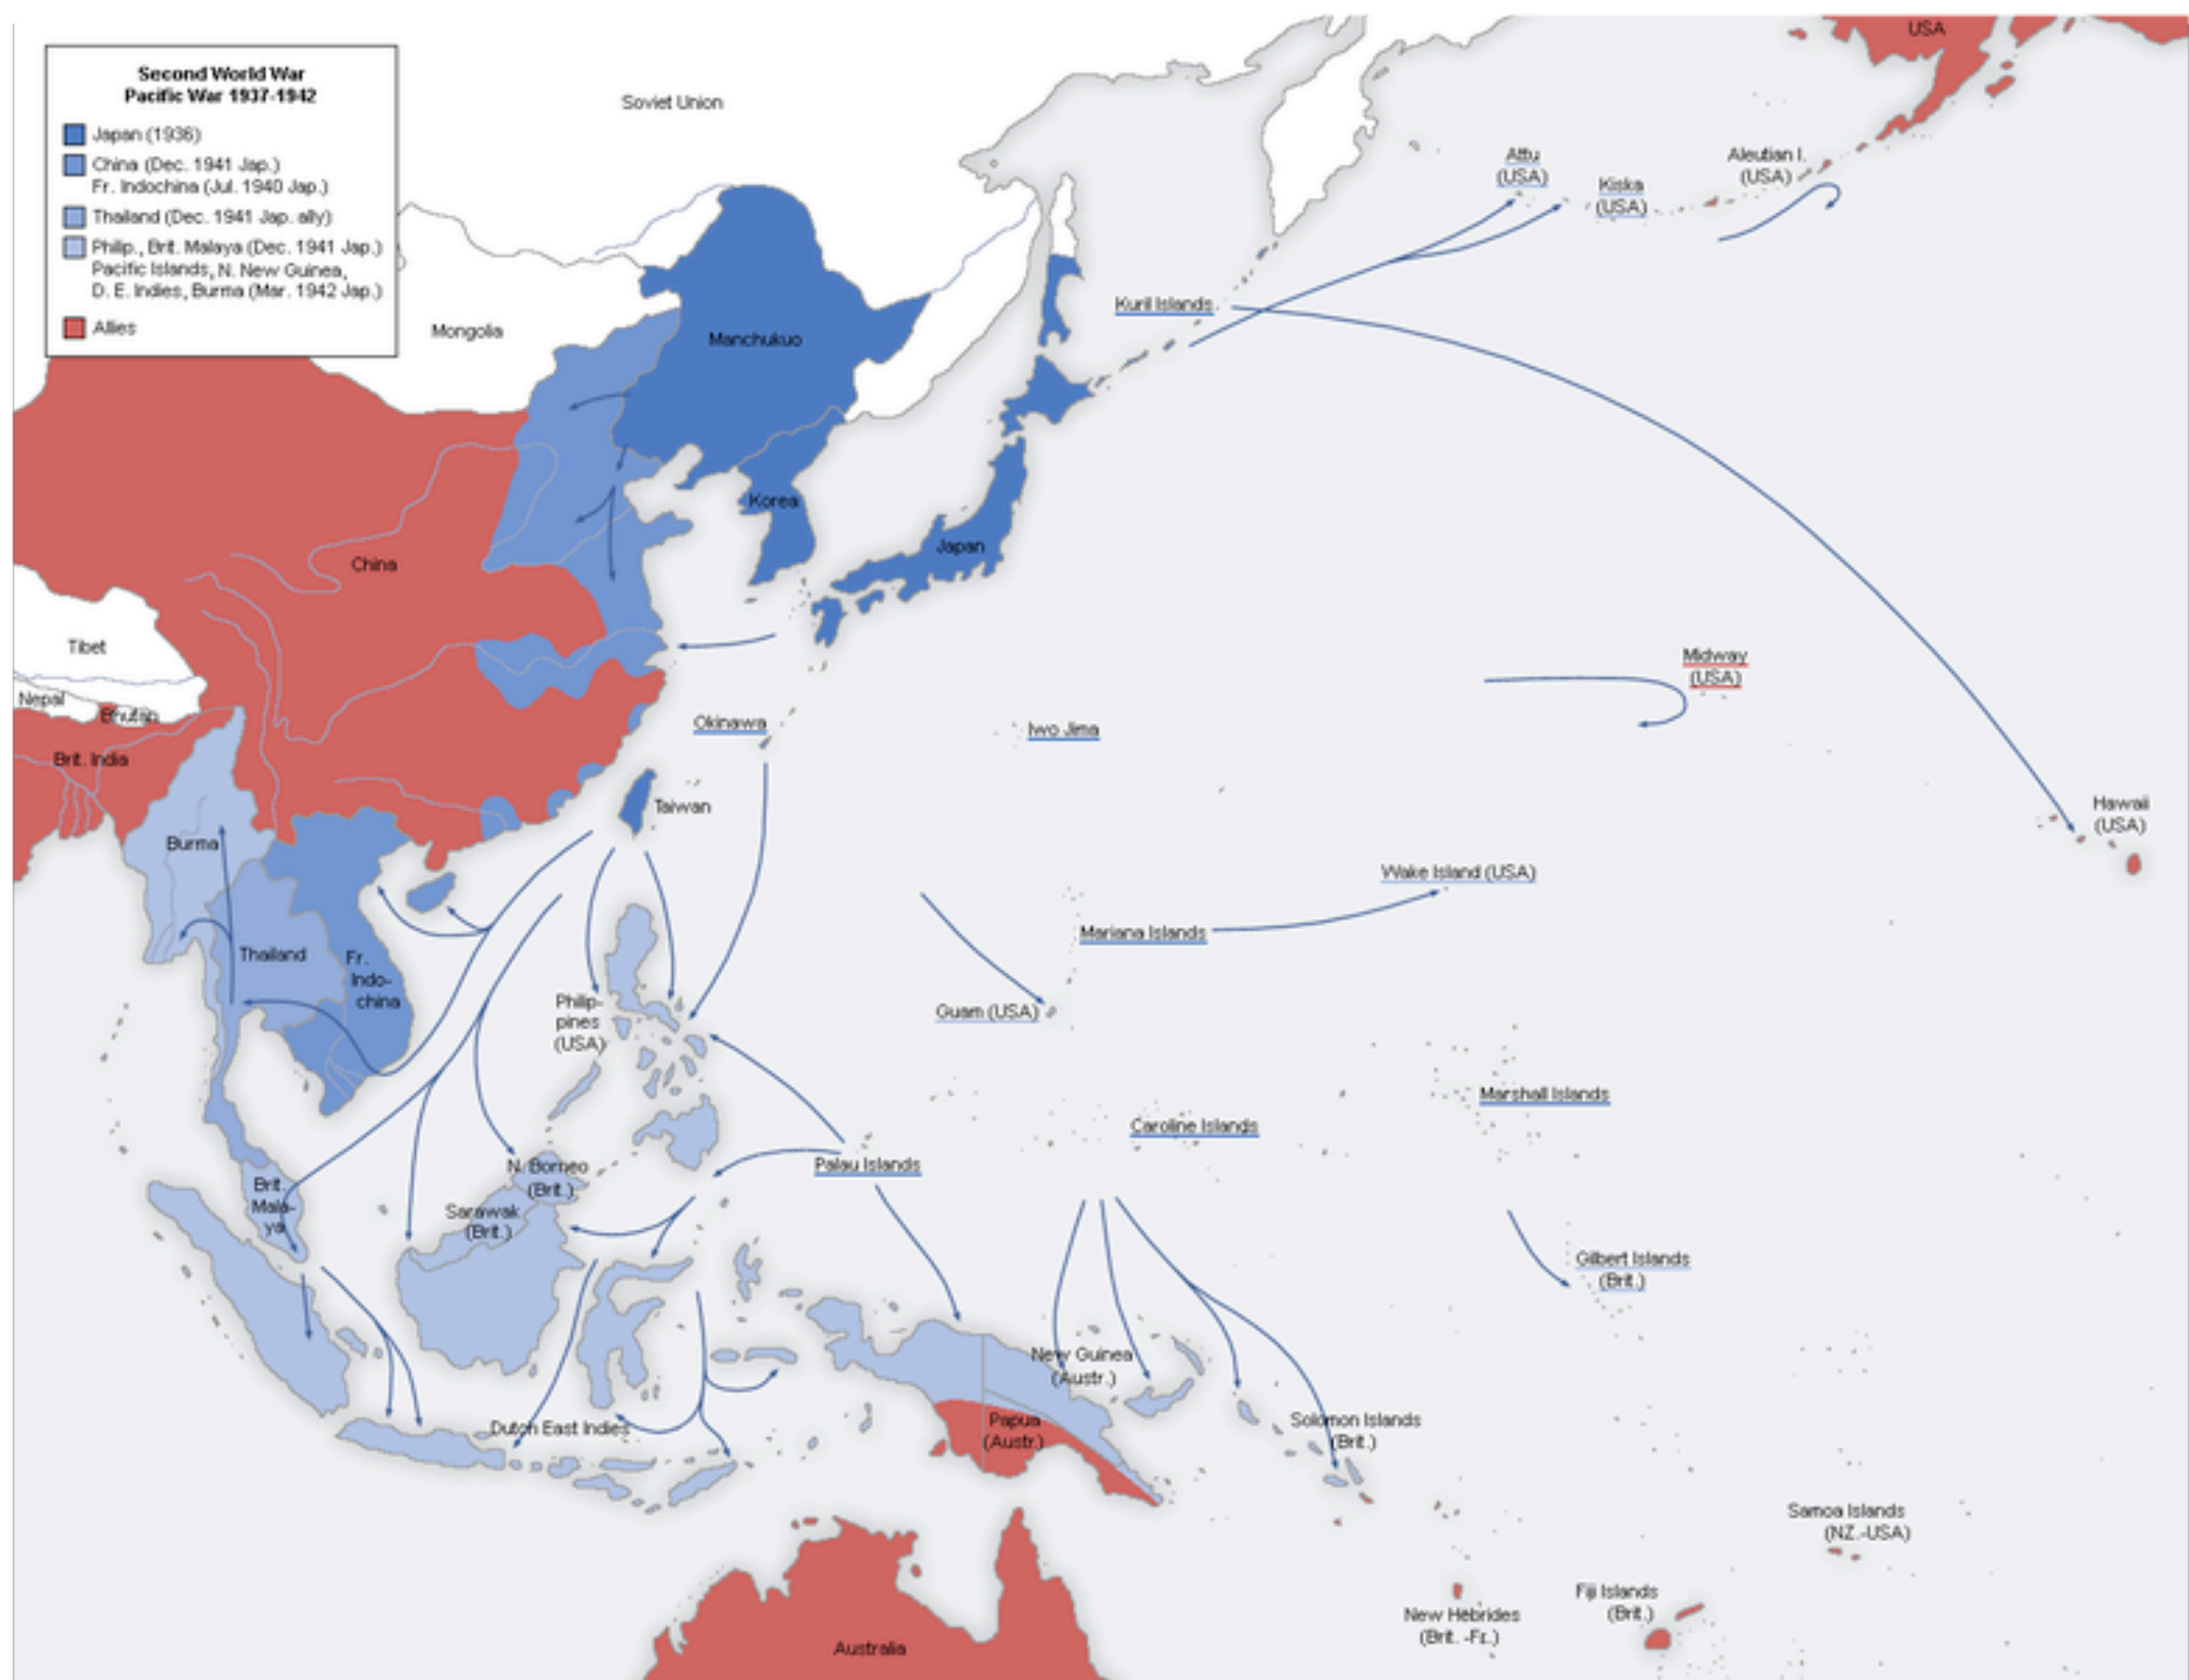 Second World War
Pacific War 1937-1942
Japan (1936)
China (Dec. 1941 Jap.)
Fr. Indochina (Jul. 1940 Jap.)
Thailand (Dec. 1941 Jap. ally)
Philip., Brit. Malaya (Dec. 1941 Jap.)
Pacific Islands, N. New Guinea,
D. E. Indies, Burma (Mar. 1942 Jap.)
Allies
USA
Soviet Union
Attu
(USA)
Kiska
(USA)
Aleutian I.
(USA)
Kuril Islands
Mongolia
Manchukuo
Korea
Japan
China
Tibet
Nepal
Bhutan
Brit. India
Midway
(USA)
Okinawa
Iwo Jima
Taiwan
Hawaii
(USA)
Burma
Wake Island (USA)
Mariana Islands
Thailand
Fr.
Indo-
china
Philip-
pines
(USA)
Guam (USA)
Marshall Islands
Caroline Islands
Palau Islands
N. Borneo
(Brit.)
Brit.
Mala-
ya
Sarawak
(Brit.)
Gilbert Islands
(Brit.)
New Guinea
(Austr.)
Dutch East Indies
Papua
(Austr.)
Solomon Islands
(Brit.)
Samoa Islands
(NZ.-USA)
Fiji Islands
(Brit.)
New Hebrides
(Brit. -Fr.)
Australia